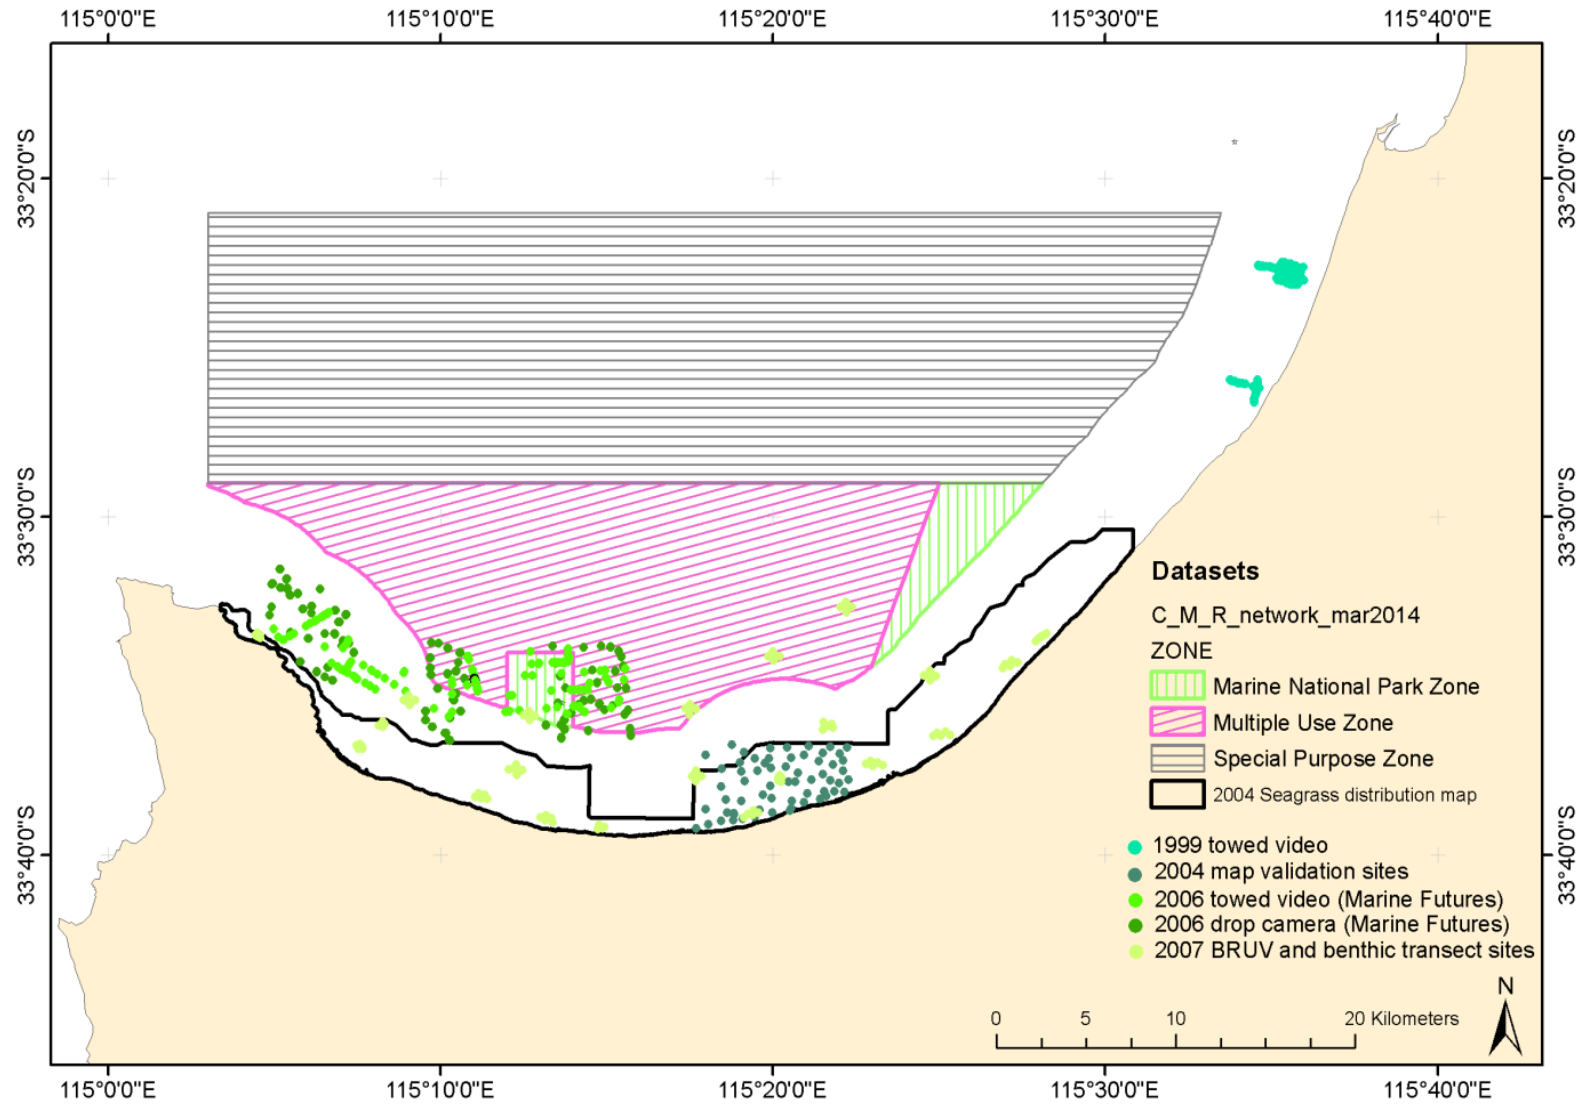 115°0'0"E 115°10'0"E 115°20'0"E 115°30'0"E 115°40'0"E
33°20'0"S 33°20'0"S
33°30'0"S 33°30'0"S
Datasets
C_M_R_network_mar2014
ZONE
Marine National Park Zone
Multiple Use Zone
Special Purpose Zone
2004 Seagrass distribution map
33°40'0"S 33°40'0"S
1999 towed video
2004 map validation sites
2006 towed video (Marine Futures)
2006 drop camera (Marine Futures)
2007 BRUV and benthic transect sites
N
0 5 10 20 Kilometers
115°0'0"E 115°10'0"E 115°20'0"E 115°30'0"E 115°40'0"E